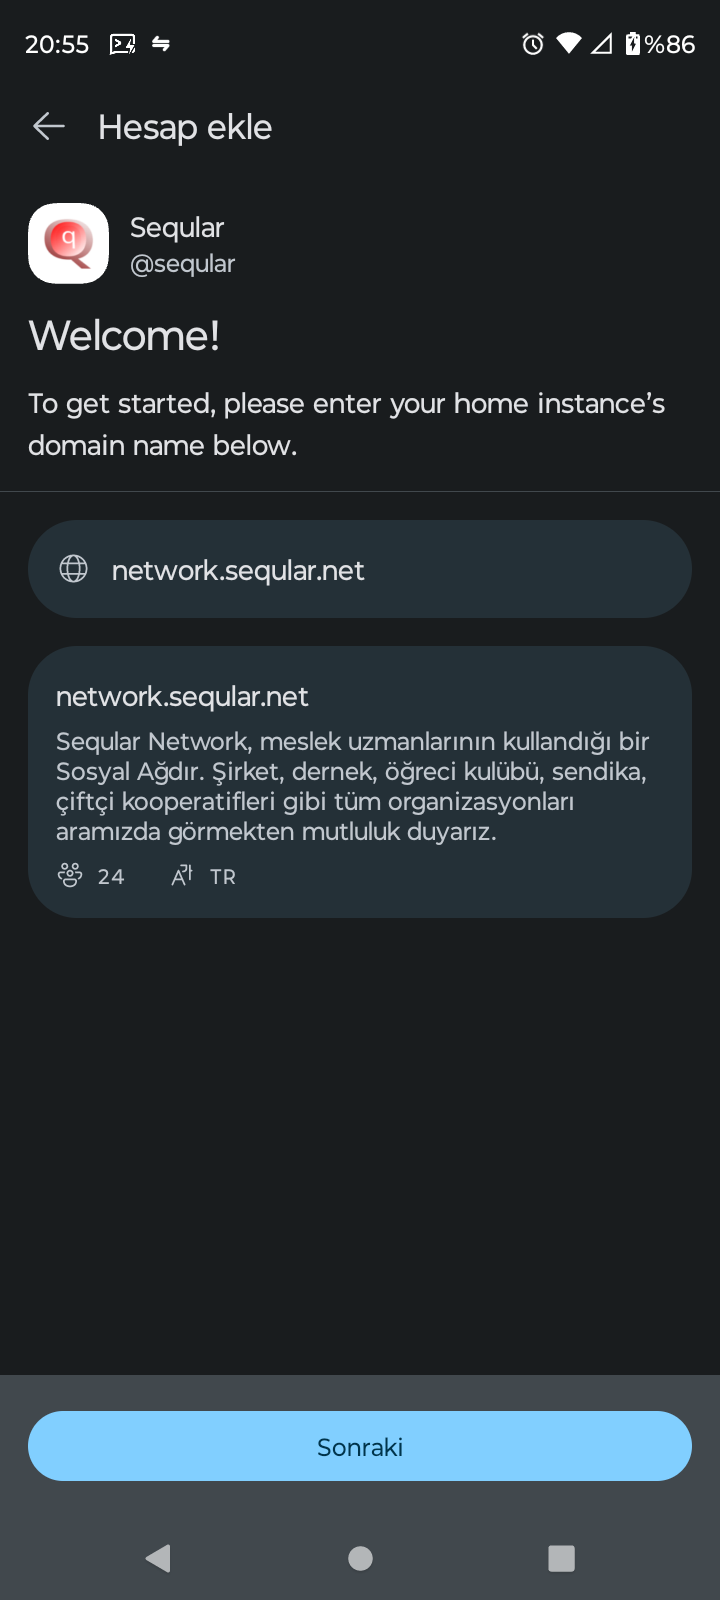 20:55
%86
Hesap ekle
q
Seqular
@seqular
Welcome!
To get started, please enter your home instance’s
domain name below.
network.seqular.net
network.seqular.net
Seqular Network, meslek uzmanlarının kullandığı bir
Sosyal Ağdır. Şirket, dernek, öğreci kulübü, sendika,
çiftçi kooperatifleri gibi tüm organizasyonları
aramızda görmekten mutluluk duyarız.
24 TR
Sonraki